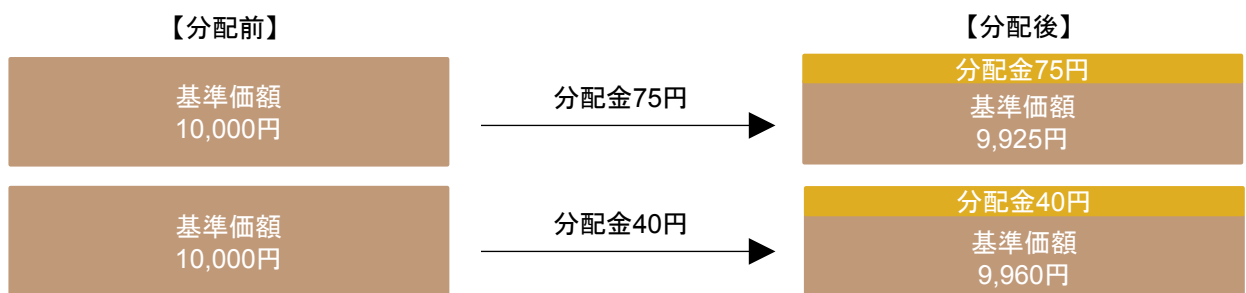 【分配前】
【分配後】
基準価額
10,000円
分配金75円
分配金75円
基準価額
9,925円
基準価額
10,000円
分配金40円
分配金40円
基準価額
9,960円